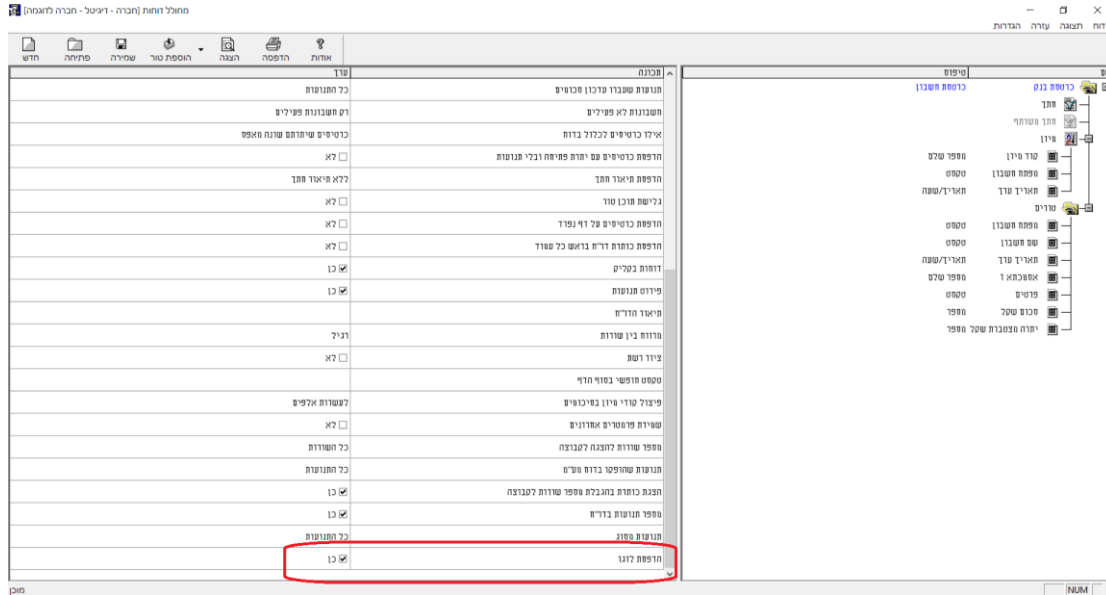 מחולל דוחות [חברה - דיגיטל - חברה לדוגמה]
דוח תצוגה עזרה הגדרות
חדש פתיחה שמירה הוספת טור הצגה הדפסה אודות
טיפוס
כרטסת בנק כרטסת חשבון
חתך
חתך משותף
מיון
קוד מיון מספר שלם
מפתח חשבון טקסט
תאריך ערך תאריך/שעה
טורים
מפתח חשבון טקסט
שם חשבון טקסט
תאריך ערך תאריך/שעה
אסמכתא 1 מספר שלם
פרטים טקסט
סכום שקל מספר
יתרה מצטברת שקל מספר
תכונה ערך
תנועות שעברו עדכון סכומים כל התנועות
חשבונות לא פעילים רק חשבונות פעילים
אילו כרטיסים לכלול בדוח כרטיסים שיתרתם שונה מאפס
הדפסת כרטיסים עם יתרת פתיחה ובלי תנועות לא
הדפסת תיאור חתך ללא תיאור חתך
גלישת תוכן טור לא
הדפסת כרטיסים על דף נפרד לא
הדפסת כותרת דו"ח בראש כל עמוד לא
דוחות בקליק כן
פירוט תנועות כן
תיאור הדו"ח
מרווח בין שורות רגיל
ציור רשת לא
טקסט חופשי בסוף הדף
פיצול קודי מיון בסיכומים לעשרות אלפים
שמירת פרמטרים אחרונים לא
מספר שורות להצגה לקבוצה כל השורות
תנועות שהופקו בדוח מע"מ כל התנועות
הצגת כותרת בהגבלת מספר שורות לקבוצה כן
מספר תנועות בדו"ח כן
תנועות מסוג כל התנועות
הדפסת לוגו כן
מוכן NUM